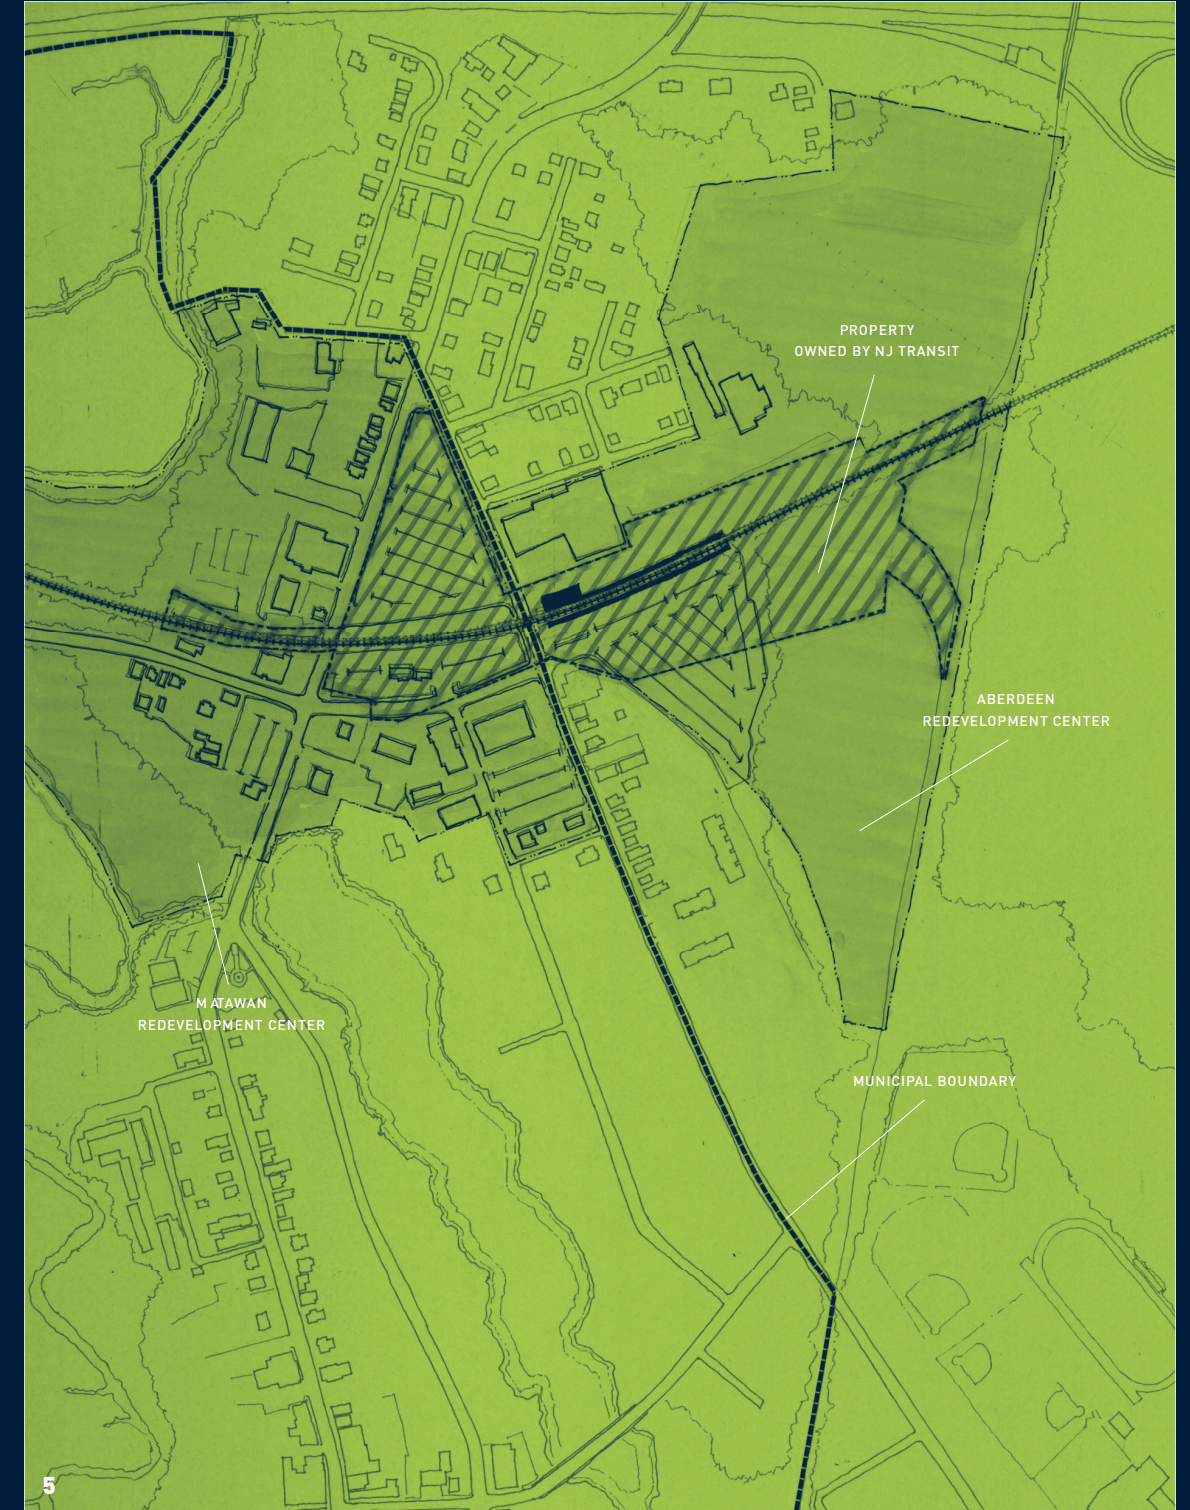 PROPERTY
OWNED BY NJ TRANSIT
ABERDEEN
REDEVELOPMENT CENTER
MATAWAN
REDEVELOPMENT CENTER
MUNICIPAL BOUNDARY
5